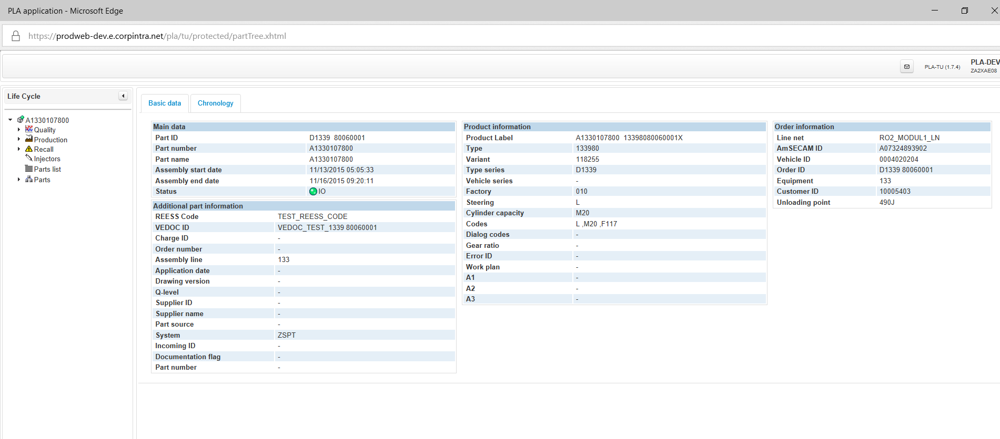 PLA application - Microsoft Edge
https://prodweb-dev.e.corpintra.net/pla/tu/protected/partTree.xhtml
PLA-TU (1.7.4)
PLA-DEV
ZA2XAE08
Life Cycle
A1330107800
Quality
Production
Recall
Injectors
Parts list
Parts
Basic data
Chronology
Main data
Part ID D1339 80060001
Part number A1330107800
Part name A1330107800
Assembly start date 11/13/2015 05:05:33
Assembly end date 11/16/2015 09:20:11
Status IO
Additional part information
REESS Code TEST_REESS_CODE
VEDOC ID VEDOC_TEST_1339 80060001
Charge ID -
Order number -
Assembly line 133
Application date -
Drawing version -
Q-level -
Supplier ID -
Supplier name -
Part source -
System ZSPT
Incoming ID -
Documentation flag -
Part number -
Product information
Product Label A1330107800 13398080060001X
Type 133980
Variant 118255
Type series D1339
Vehicle series -
Factory 010
Steering L
Cylinder capacity M20
Codes L ,M20 ,F117
Dialog codes -
Gear ratio -
Error ID -
Work plan -
A1 -
A2 -
A3 -
Order information
Line net RO2_MODUL1_LN
AmSECAM ID A07324893902
Vehicle ID 0004020204
Order ID D1339 80060001
Equipment 133
Customer ID 10005403
Unloading point 490J